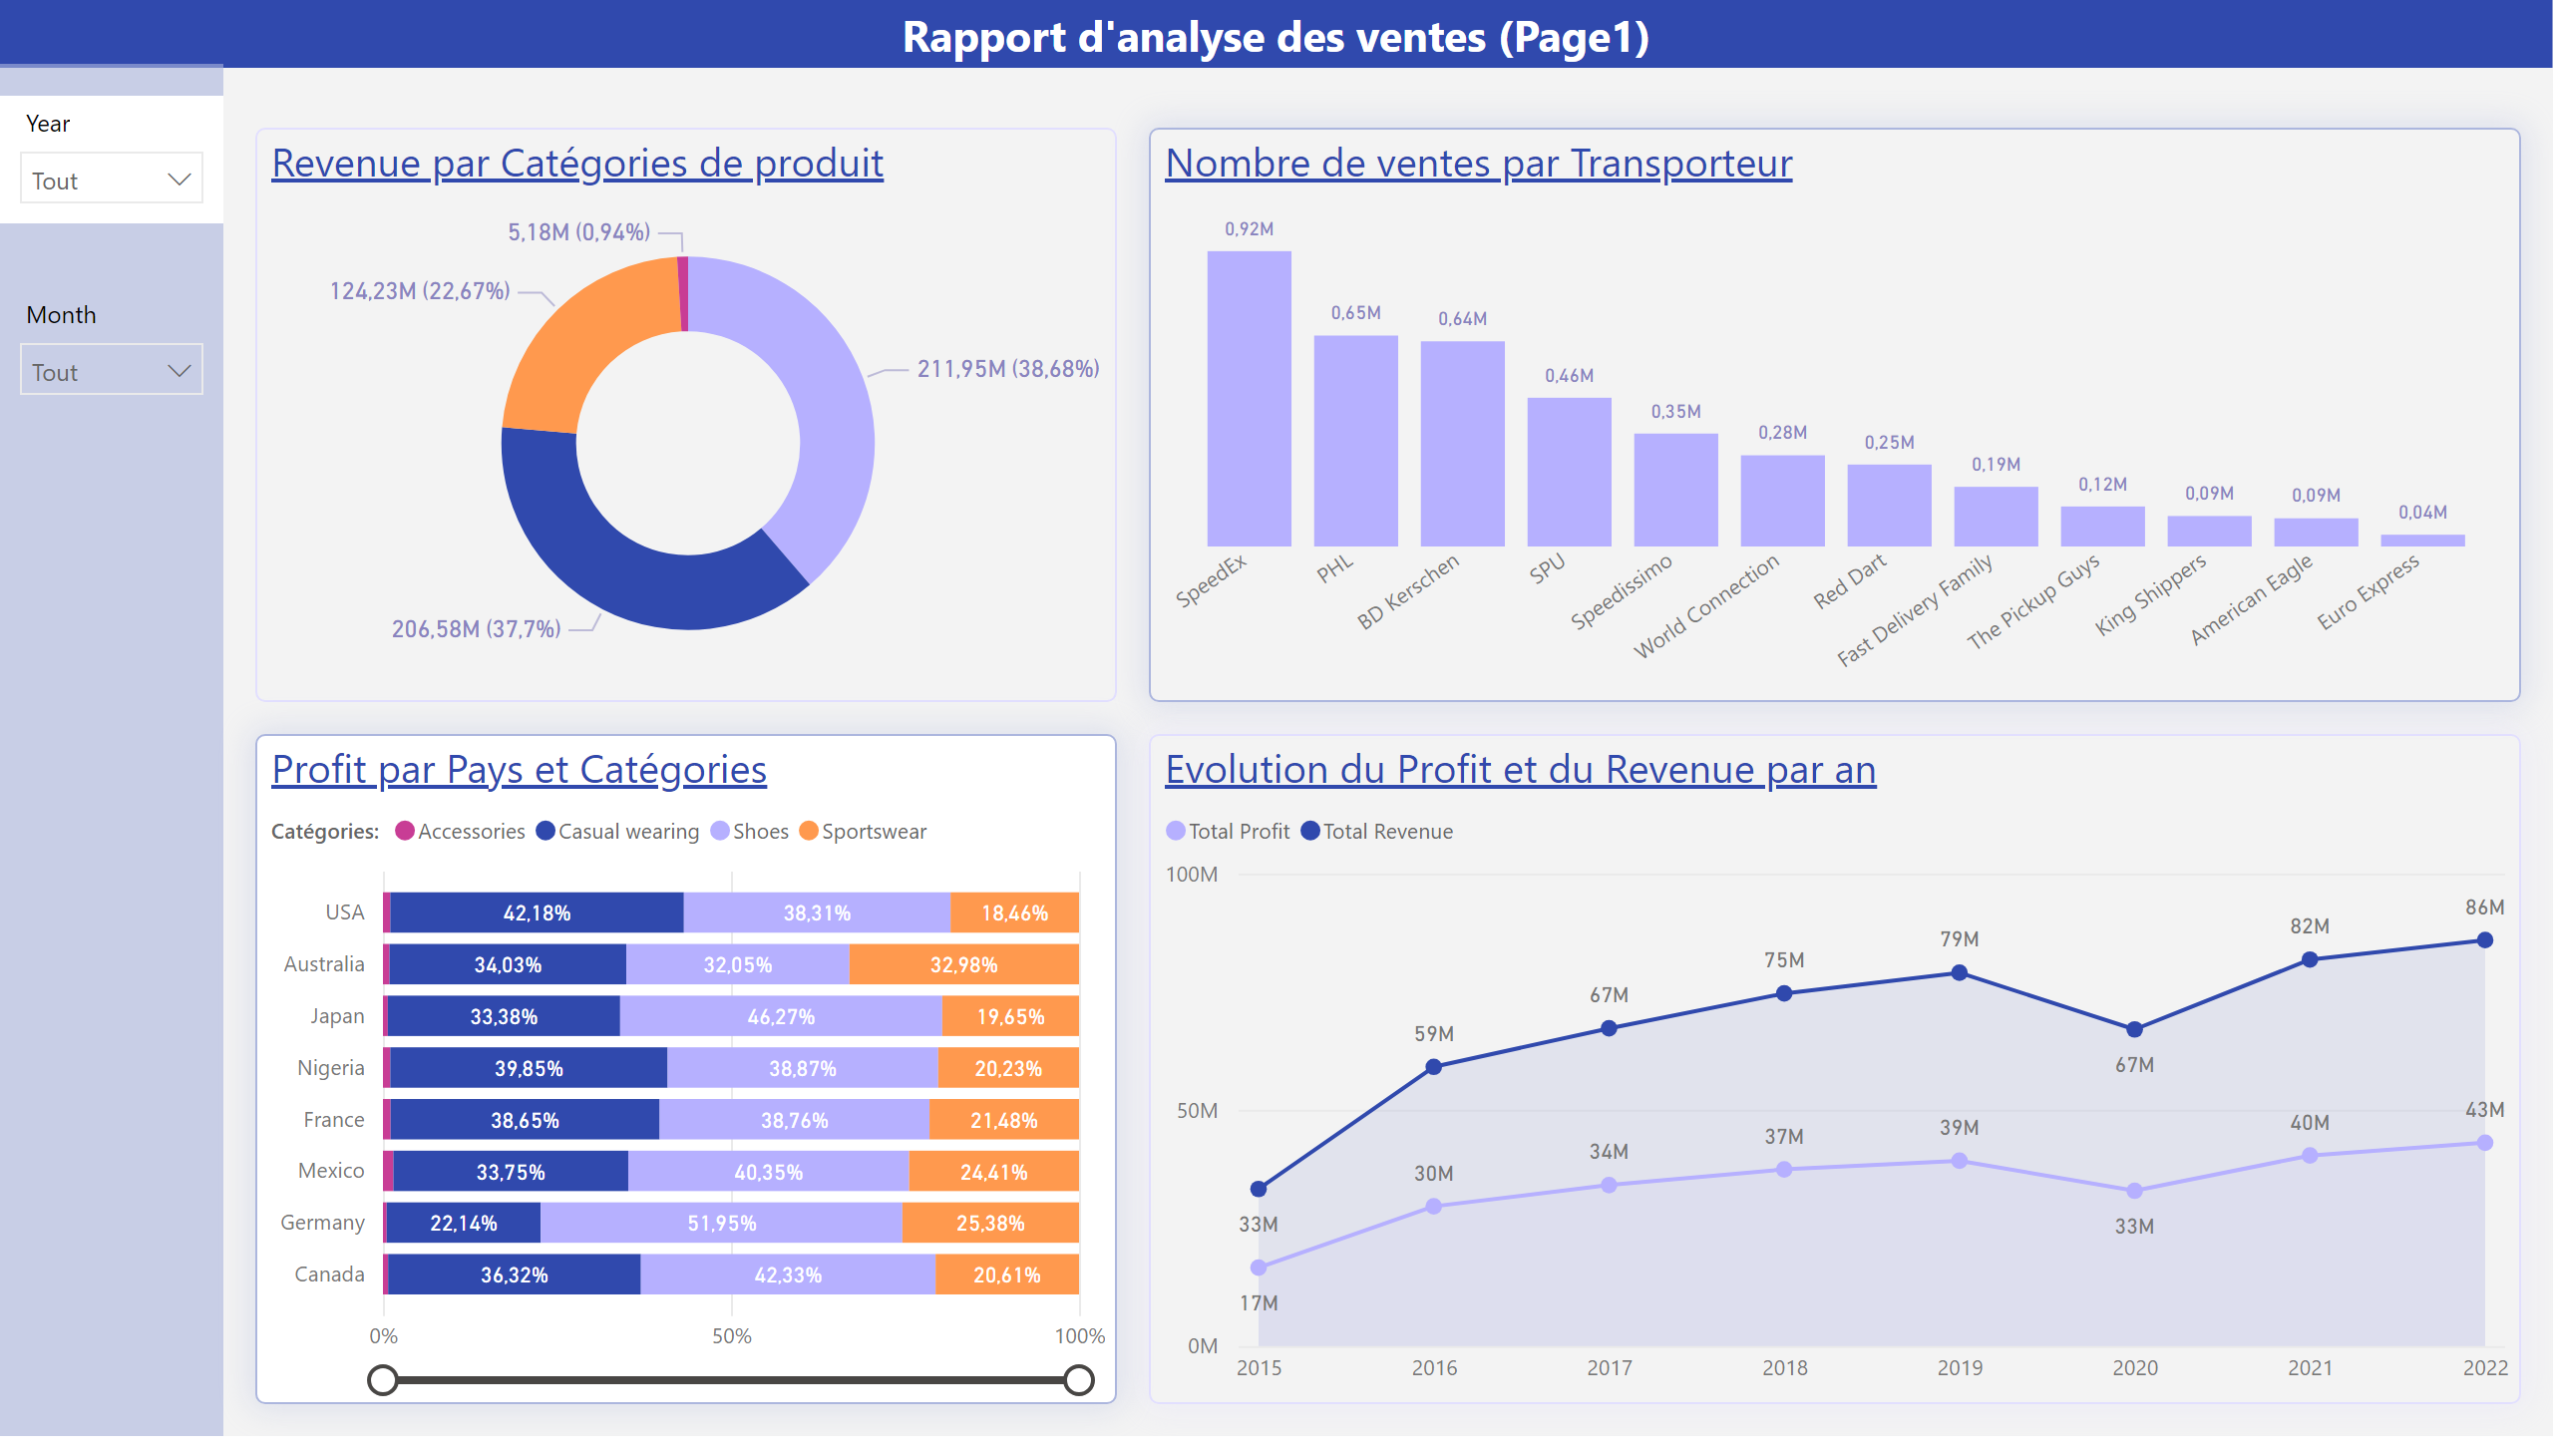 Rapport d'analyse des ventes (Page1)
Year
Tout
Month
Tout
Revenue par Catégories de produit
5,18M (0,94%)
124,23M (22,67%)
211,95M (38,68%)
206,58M (37,7%)
Nombre de ventes par Transporteur
0,92M
0,65M
0,64M
0,46M
0,35M
0,28M
0,25M
0,19M
0,12M
0,09M
0,09M
0,04M
SpeedEx
PHL
BD Kerschen
SPU
Speedissimo
World Connection
Red Dart
Fast Delivery Family
The Pickup Guys
King Shippers
American Eagle
Euro Express
Profit par Pays et Catégories
Catégories: Accessories Casual wearing Shoes Sportswear
USA 42,18% 38,31% 18,46%
Australia 34,03% 32,05% 32,98%
Japan 33,38% 46,27% 19,65%
Nigeria 39,85% 38,87% 20,23%
France 38,65% 38,76% 21,48%
Mexico 33,75% 40,35% 24,41%
Germany 22,14% 51,95% 25,38%
Canada 36,32% 42,33% 20,61%
0% 50% 100%
Evolution du Profit et du Revenue par an
Total Profit Total Revenue
100M
50M
0M
33M
59M
67M
75M
79M
67M
82M
86M
17M
30M
34M
37M
39M
33M
40M
43M
2015 2016 2017 2018 2019 2020 2021 2022